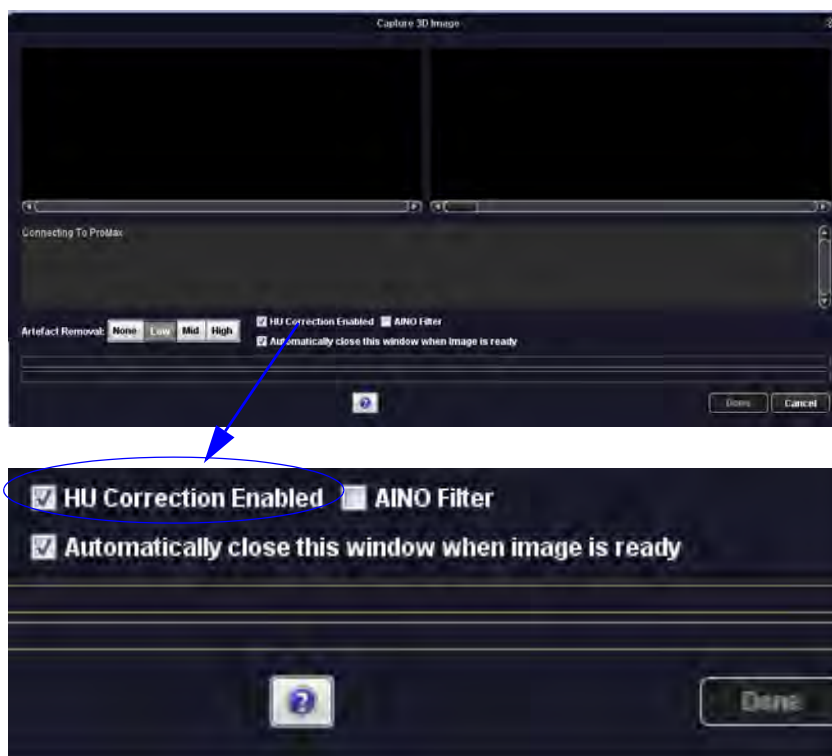 Capture 3D Image
Connecting To ProMax
Artefact Removal: None Low Mid High
HU Correction Enabled AINO Filter
Automatically close this window when image is ready
Done Cancel
HU Correction Enabled AINO Filter
Automatically close this window when image is ready
? Done